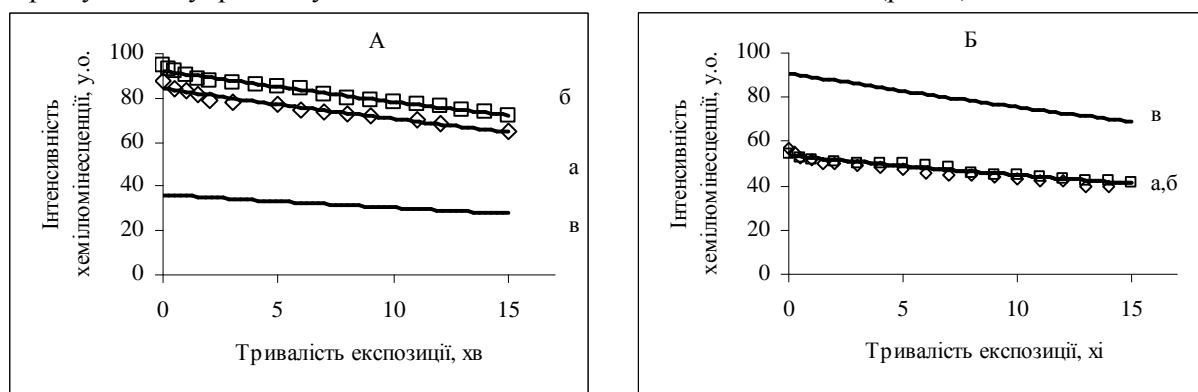 А
Інтенсивність
хемілюмінесценції, у.о.
100
80
60
40
20
0
0 5 10 15
Тривалість експозиції, хв
б
а
в
Б
Інтенсивність
хемілюмінесценції, у.о.
100
80
60
40
20
0
0 5 10 15
Тривалість експозиції, хі
в
а,б